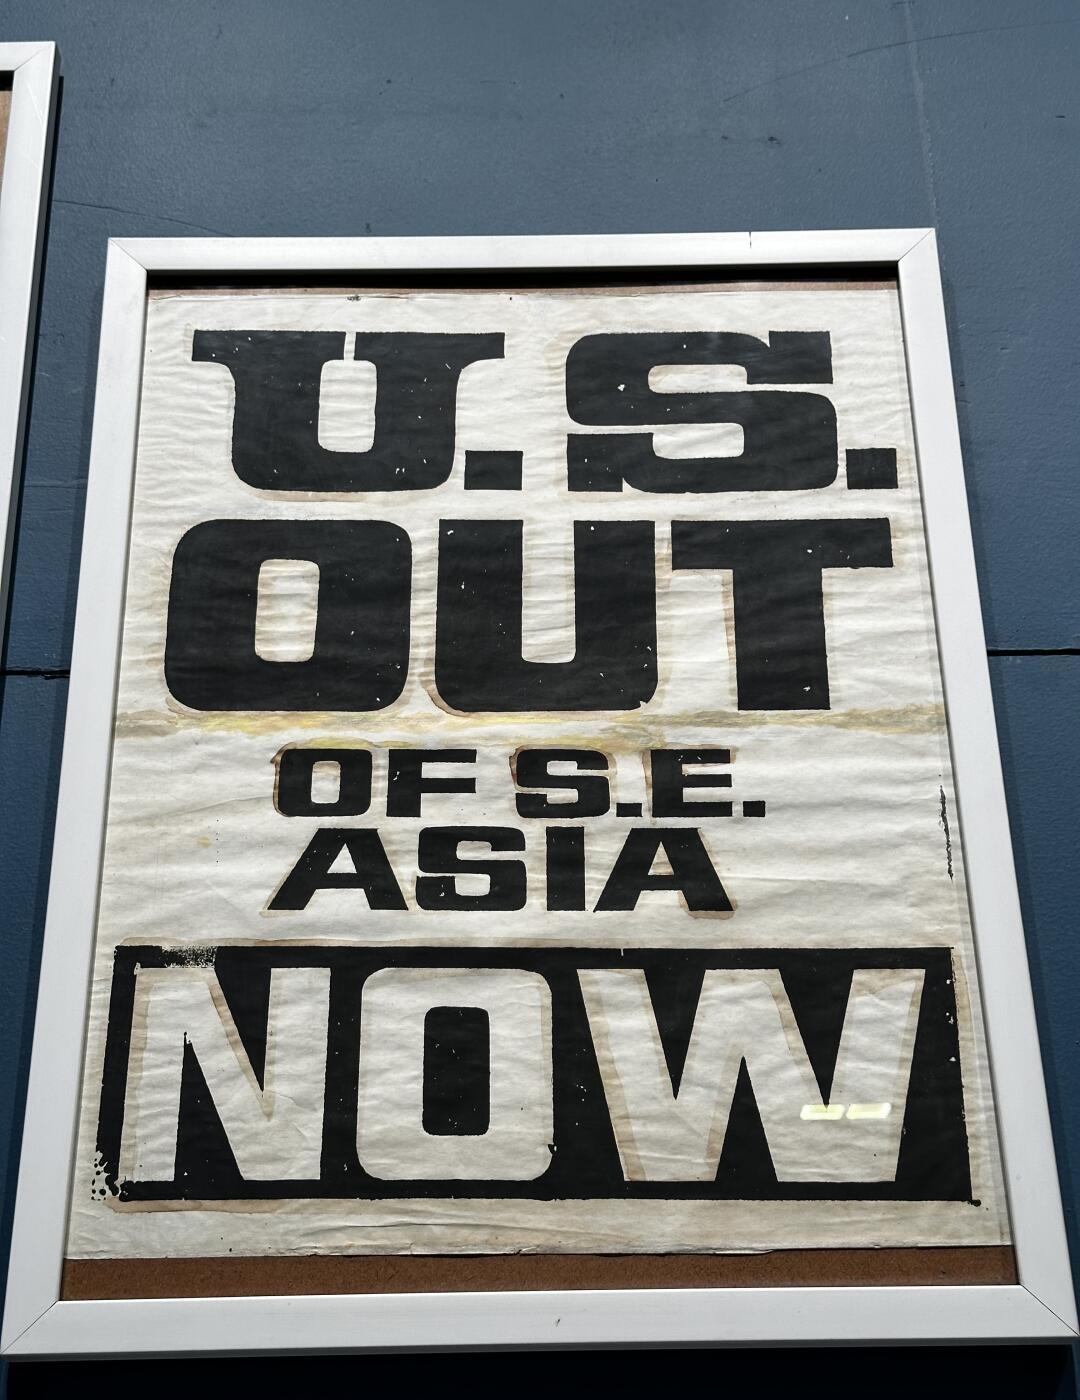 U.S.
OUT
OF S.E.
ASIA
NOW